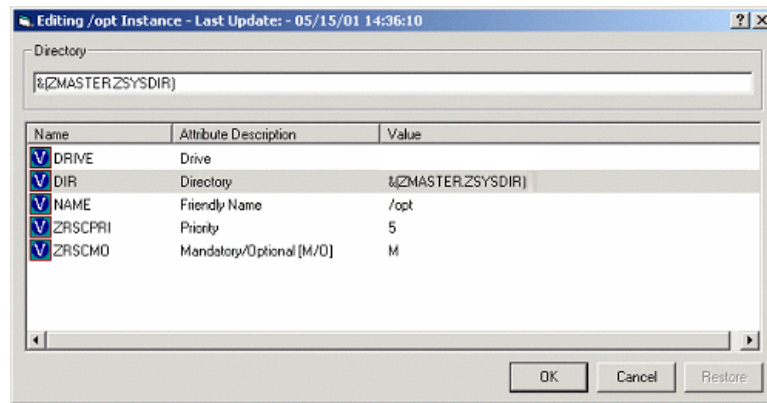 Editing /opt Instance - Last Update: - 05/15/01 14:36:10
Directory
&(ZMASTER.ZSYSDIR)
Name Attribute Description Value
V DRIVE Drive
V DIR Directory &(ZMASTER.ZSYSDIR)
V NAME Friendly Name /opt
V ZRSCPRI Priority 5
V ZRSCMO Mandatory/Optional [M/O] M
OK Cancel Restore